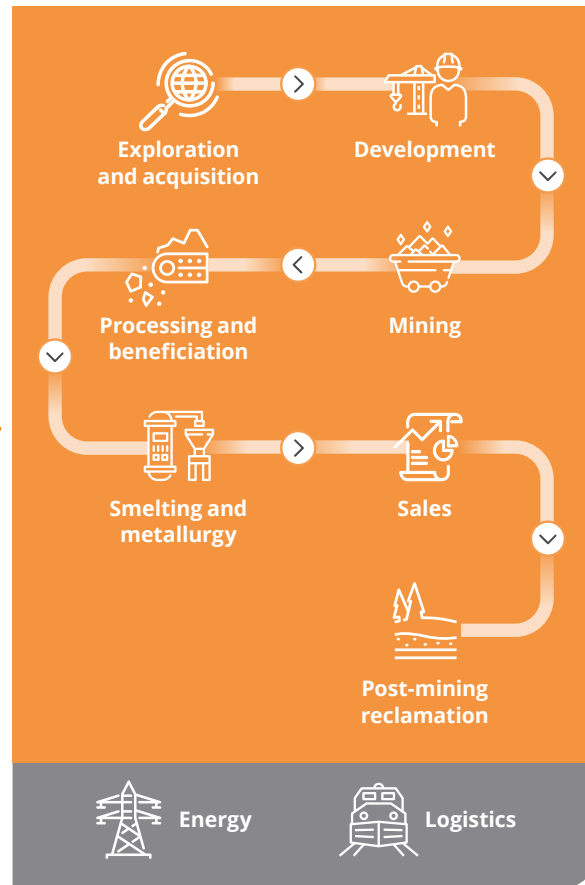 Exploration
and acquisition
Development
Mining
Processing and
beneficiation
Smelting and
metallurgy
Sales
Post-mining
reclamation
Energy
Logistics